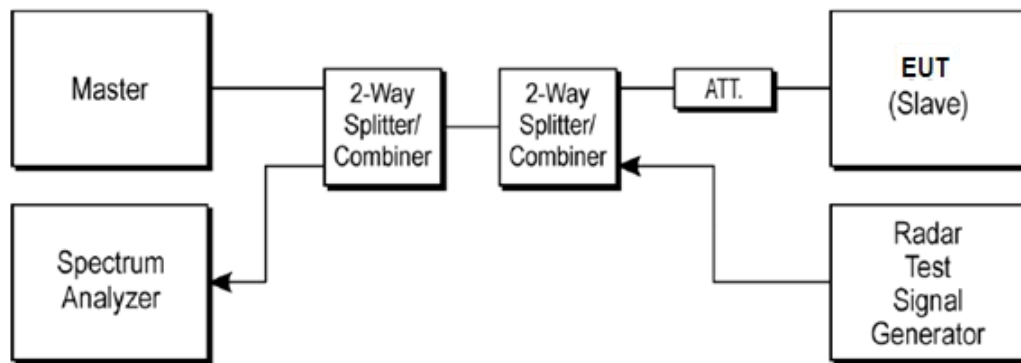 Master
2-Way
Splitter/
Combiner
2-Way
Splitter/
Combiner
ATT.
EUT
(Slave)
Spectrum
Analyzer
Radar
Test
Signal
Generator